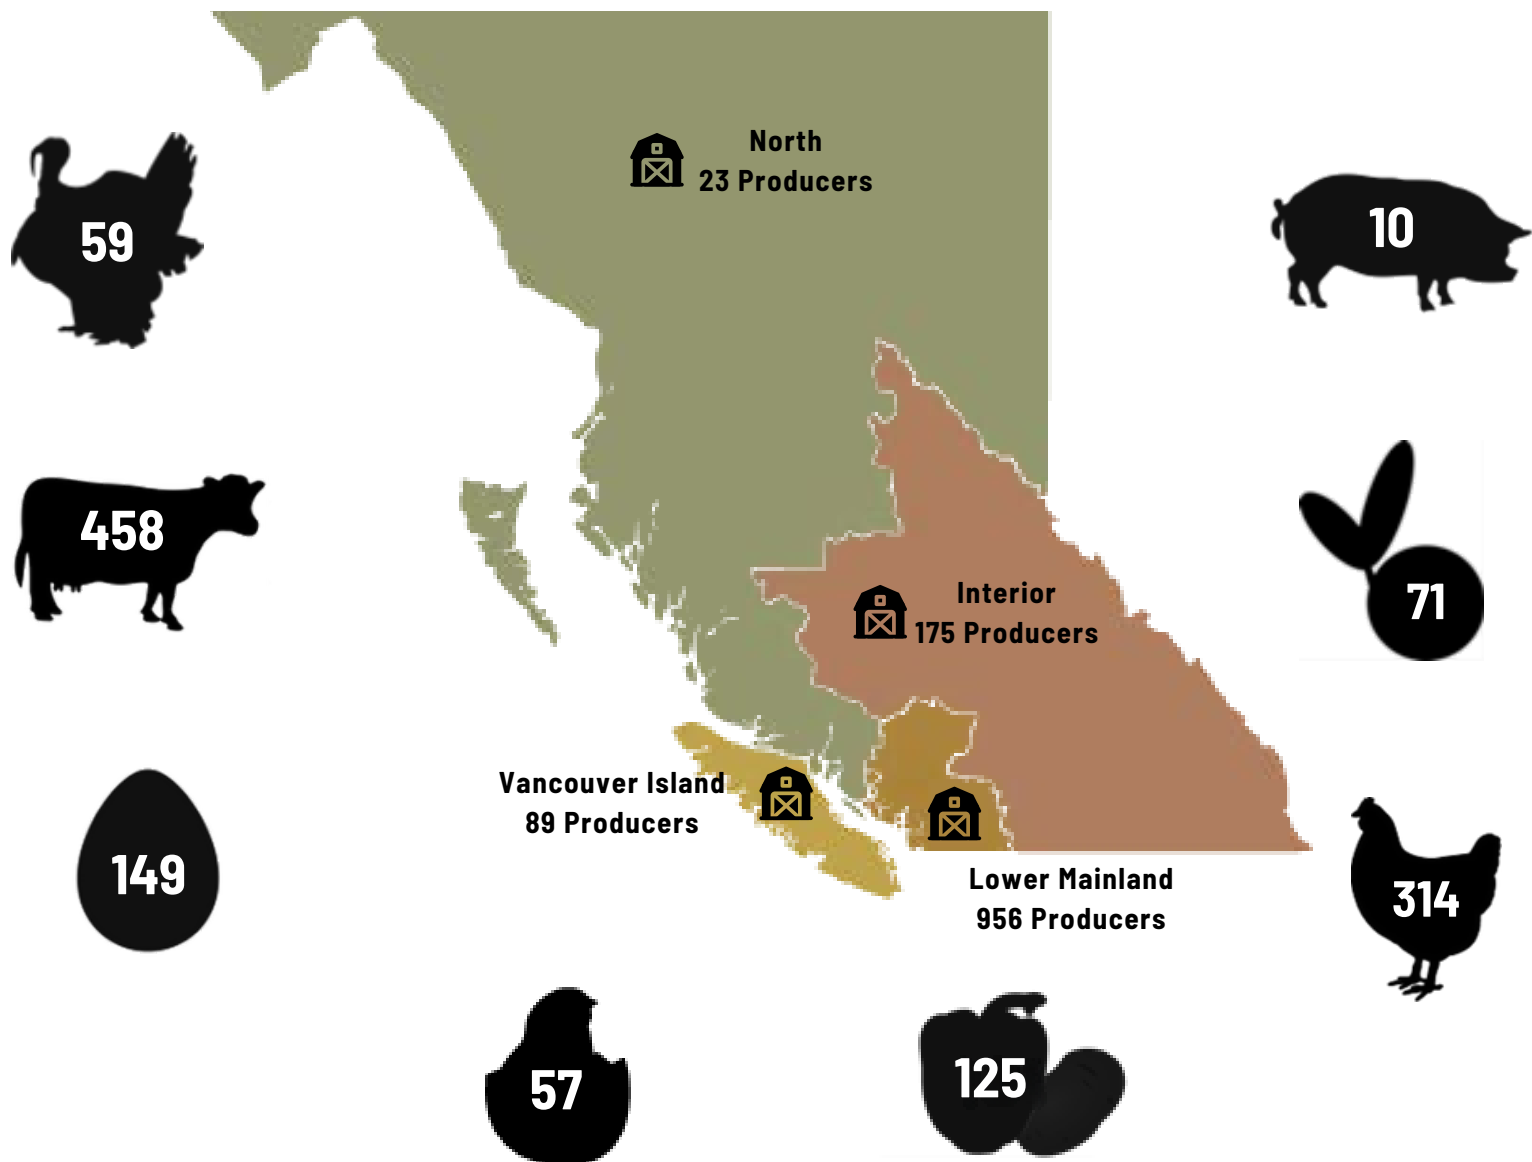 North
23 Producers
59
10
458
Interior
175 Producers
71
Vancouver Island
89 Producers
149
Lower Mainland
956 Producers
314
57
125